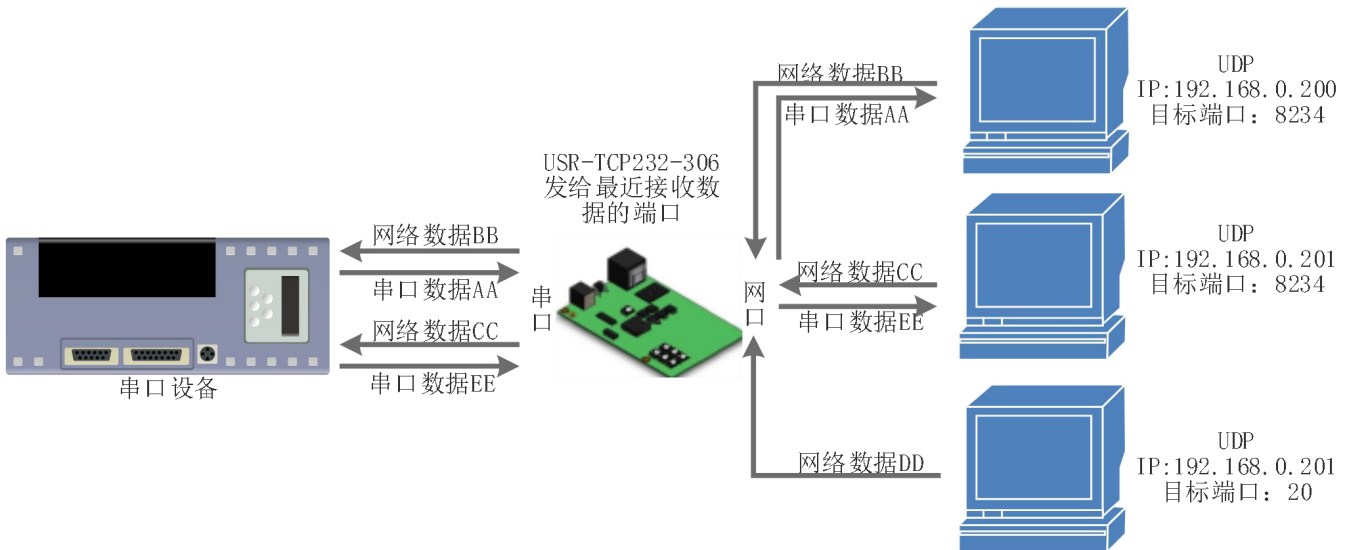 网络数据BB
串口数据AA
UDP
IP:192.168.0.200
目标端口：8234
USR-TCP232-306
发给最近接收数
据的端口
网络数据BB
串口数据AA
网络数据CC
串口数据EE
串口设备
串口
网口
网络数据CC
串口数据EE
UDP
IP:192.168.0.201
目标端口：8234
网络数据DD
UDP
IP:192.168.0.201
目标端口：20